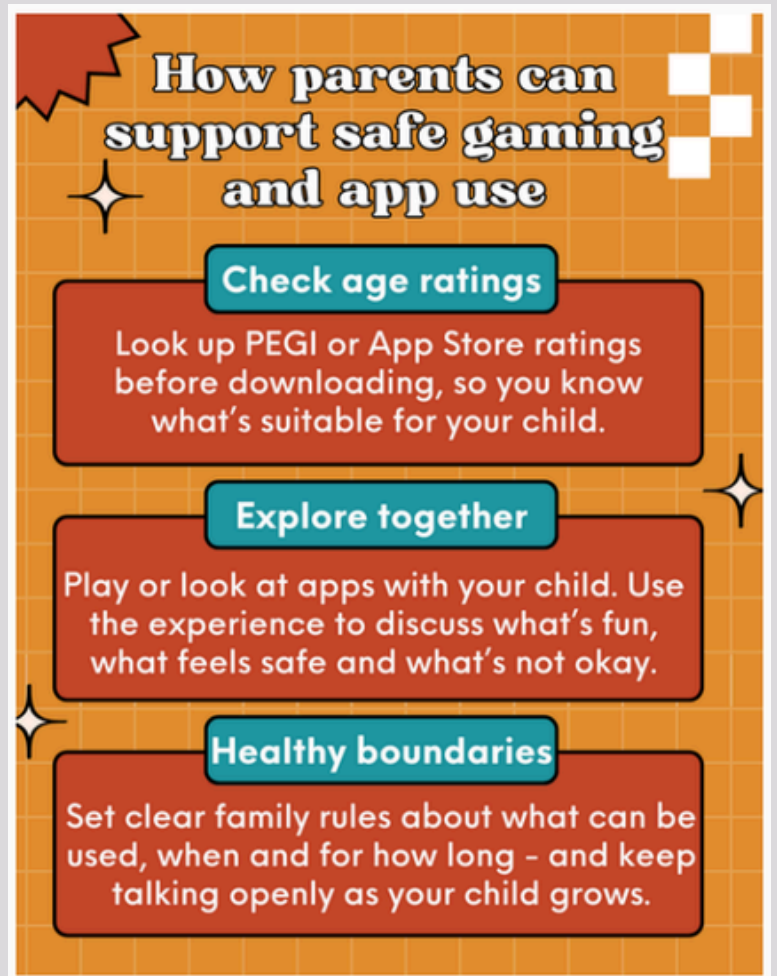 How parents can
support safe gaming
and app use
Check age ratings
Look up PEGI or App Store ratings
before downloading, so you know
what's suitable for your child.
Explore together
Play or look at apps with your child. Use
the experience to discuss what's fun,
what feels safe and what's not okay.
Healthy boundaries
Set clear family rules about what can be
used, when and for how long - and keep
talking openly as your child grows.